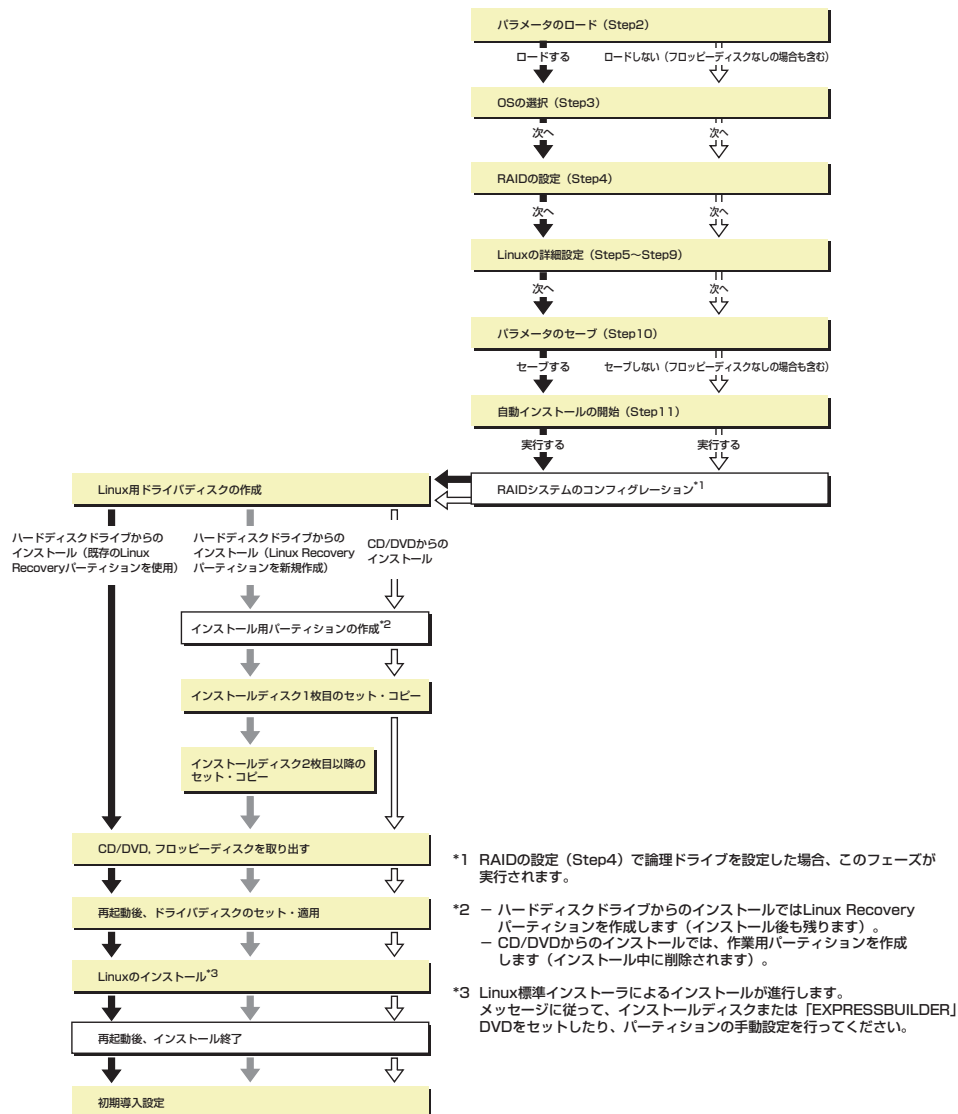 パラメータのロード（Step2）
ロードする
ロードしない（フロッピーディスクなしの場合も含む）
OSの選択（Step3）
次へ
次へ
RAIDの設定（Step4）
次へ
次へ
Linuxの詳細設定（Step5～Step9）
次へ
次へ
パラメータのセーブ（Step10）
セーブする
セーブしない（フロッピーディスクなしの場合も含む）
自動インストールの開始（Step11）
実行する
実行する
RAIDシステムのコンフィグレーション*1
Linux用ドライバディスクの作成
ハードディスクドライブからの
インストール（既存のLinux
Recoveryパーティションを使用）
ハードディスクドライブからの
インストール（Linux Recovery
パーティションを新規作成）
CD/DVDからの
インストール
インストール用パーティションの作成*2
インストールディスク1枚目のセット・コピー
インストールディスク2枚目以降の
セット・コピー
CD/DVD, フロッピーディスクを取り出す
再起動後、ドライバディスクのセット・適用
Linuxのインストール*3
再起動後、インストール終了
初期導入設定
*1 RAIDの設定（Step4）で論理ドライブを設定した場合、このフェーズが
実行されます。
*2 － ハードディスクドライブからのインストールではLinux Recovery
パーティションを作成します（インストール後も残ります）。
－ CD/DVDからのインストールでは、作業用パーティションを作成
します（インストール中に削除されます）。
*3 Linux標準インストーラによるインストールが進行します。
メッセージに従って、インストールディスクまたは「EXPRESSBUILDER」
DVDをセットしたり、パーティションの手動設定を行ってください。